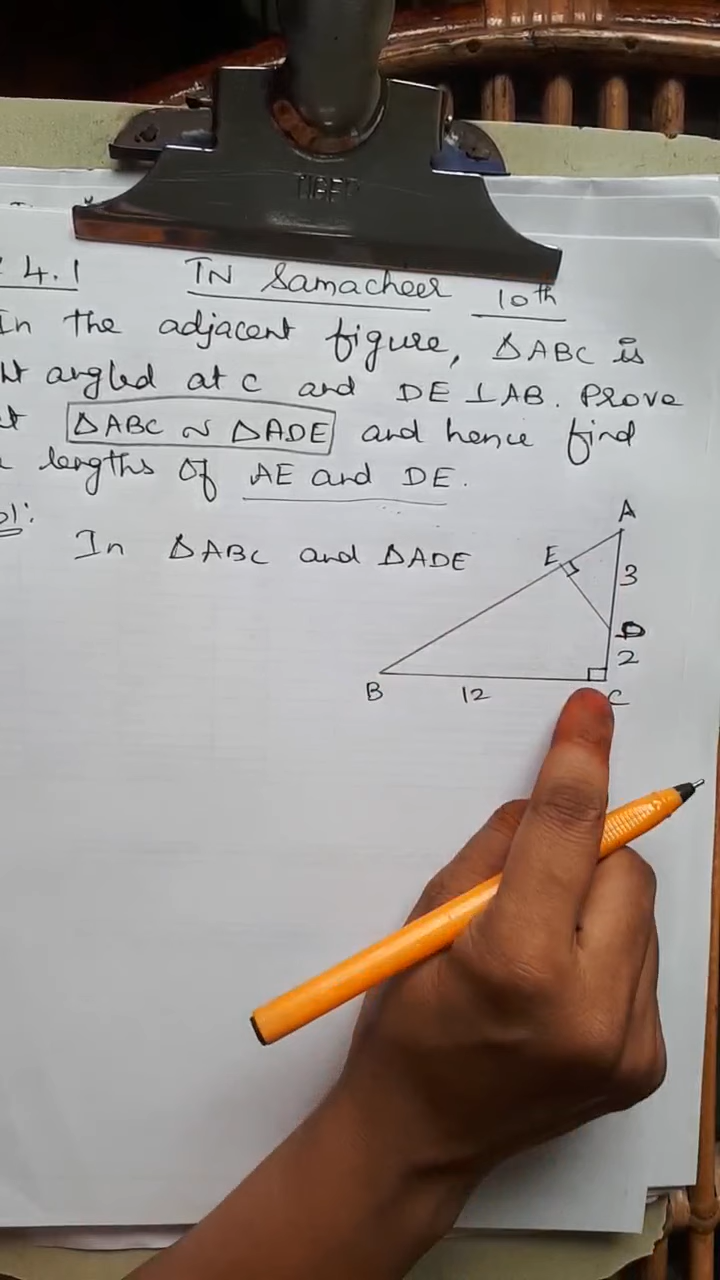 4.1 TN Samacheer 10th
In the adjacent figure, ΔABC is
angled at C and DE ⊥ AB. Prove
ΔABC ~ ΔADE and hence find
lengths of AE and DE.
In ΔABC and ΔADE
A
E
3
D
2
B 12 C